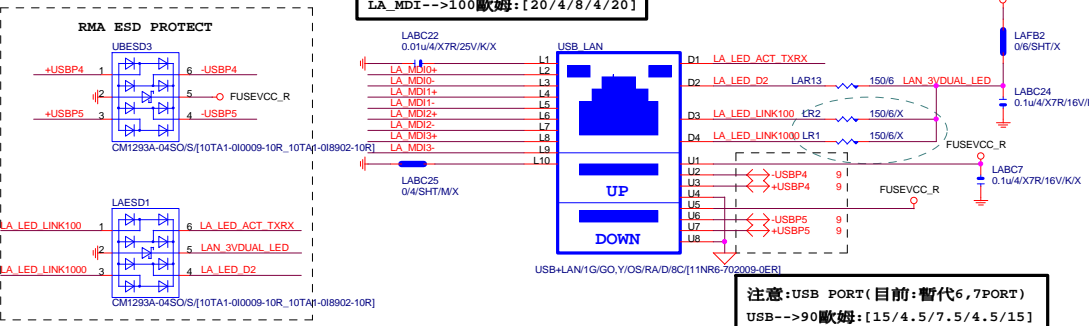 LA_MDI-->100歐姆:[20/4/8/4/20]
RMA ESD PROTECT
UBESD3
+USBP4 1 6 -USBP4
2 5 FUSEVCC_R
+USBP5 3 4 -USBP5
CM1293A-04SO/S/[10TA1-0I0009-10R_10TA1-0I8902-10R]
LAESD1
LA_LED_LINK100 1 6 LA_LED_ACT_TXRX
2 5 LAN_3VDUAL_LED
LA_LED_LINK1000 3 4 LA_LED_D2
CM1293A-04SO/S/[10TA1-0I0009-10R_10TA1-0I8902-10R]
LABC22
0.01u/4/X7R/25V/K/X
USB_LAN
L1
LA_MDI0+ L2
LA_MDI0- L3
LA_MDI1+ L4
LA_MDI1- L5
LA_MDI2+ L6
LA_MDI2- L7
LA_MDI3+ L8
LA_MDI3- L9
L10
LABC25
0/4/SHT/M/X
UP
DOWN
D1 LA_LED_ACT_TXRX
D2 LA_LED_D2 LAR13 150/6 LAN_3VDUAL_LED
D3 LA_LED_LINK100 LR2 150/6/X
D4 LA_LED_LINK1000 LR1 150/6/X
U1
U2 -USBP4 9
U3 +USBP4 9
U4
U5
U6 -USBP5 9
U7 +USBP5 9
U8
USB+LAN/1G/GO,Y/OS/RA/D/8C/[11NR6-702009-0ER]
LAFB2
0/6/SHT/X
LABC24
0.1u/4/X7R/16V/
FUSEVCC_R
LABC7
0.1u/4/X7R/16V/K/X
FUSEVCC_R
注意:USB PORT(目前:暫代6,7PORT)
USB-->90歐姆:[15/4.5/7.5/4.5/15]